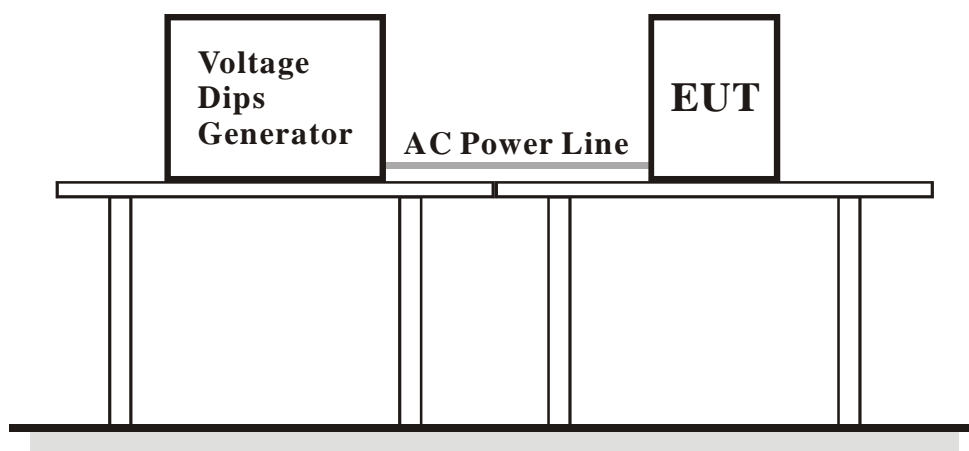 Voltage
Dips
Generator
AC Power Line
EUT